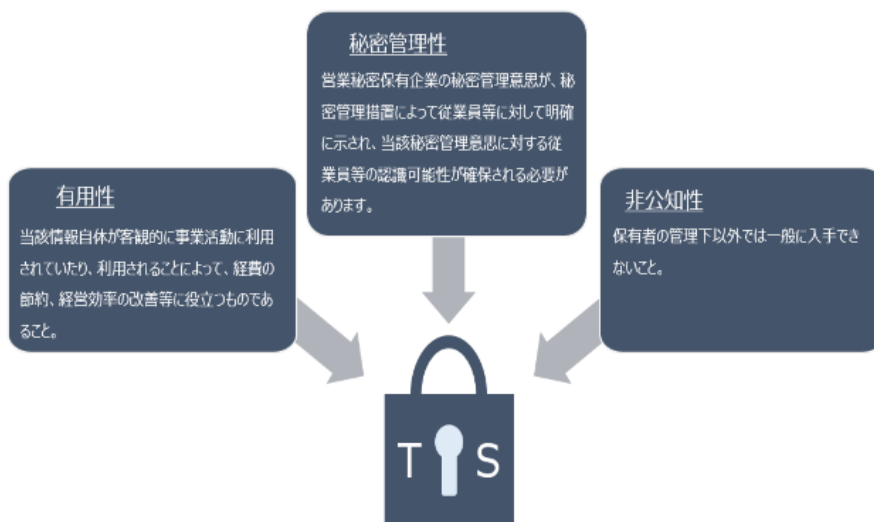 秘密管理性
営業秘密保有企業の秘密管理意思が、秘
密管理措置によって従業員等に対して明確
に示され、当該秘密管理意思に対する従
業員等の認識可能性が確保される必要が
あります。
有用性
当該情報自体が客観的に事業活動に利用
されていたり、利用されることによって、経費の
節約、経営効率の改善等に役立つものであ
ること。
非公知性
保有者の管理下以外では一般に入手でき
ないこと。
T S